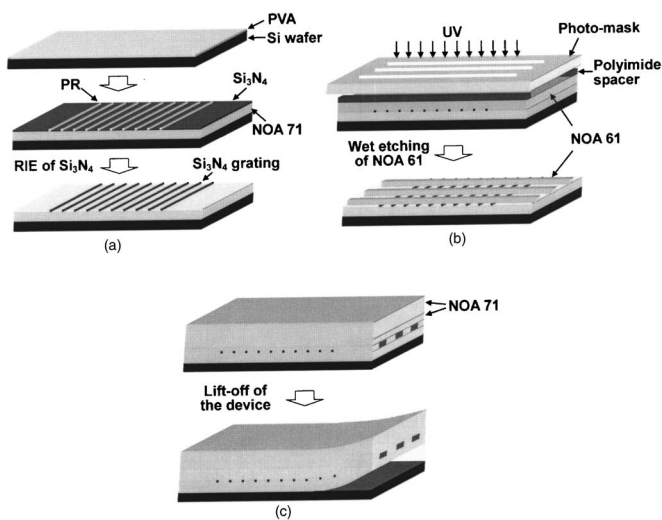 PVA
Si wafer
PR
Si₃N₄
NOA 71
RIE of Si₃N₄
Si₃N₄ grating
(a)
UV
Photo-mask
Polyimide
spacer
Wet etching
of NOA 61
NOA 61
(b)
NOA 71
Lift-off of
the device
(c)